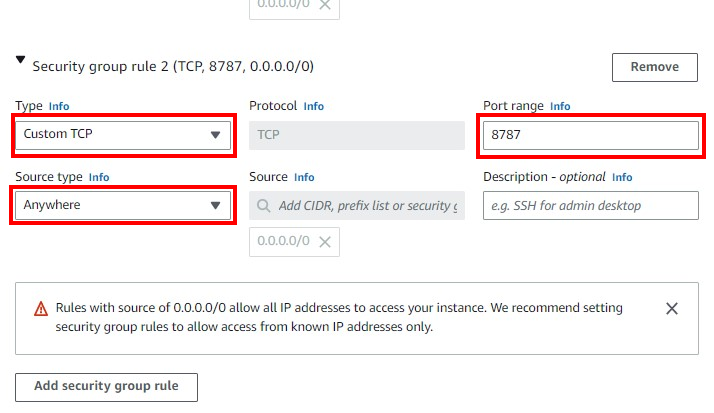 0.0.0.0/0
Security group rule 2 (TCP, 8787, 0.0.0.0/0)
Remove
Type Info
Protocol
Port range Info
Custom TCP
TCP
8787
Source type Info
Source
Description - optional Info
Anywhere
Add CIDR, prefix list or security g
e.g. SSH for admin desktop
0.0.0.0/0
Rules with source of 0.0.0.0/0 allow all IP addresses to access your instance. We recommend setting
security group rules to allow access from known IP addresses only.
Add security group rule